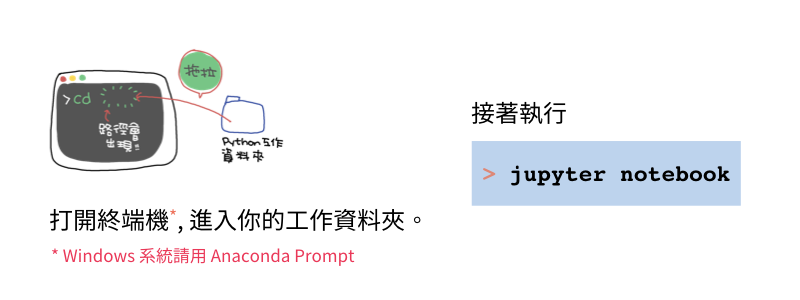 拖拉
>cd
路徑會
出現!!
Python工作
資料夾
打開終端機*, 進入你的工作資料夾。
* Windows 系統請用 Anaconda Prompt
接著執行
> jupyter notebook